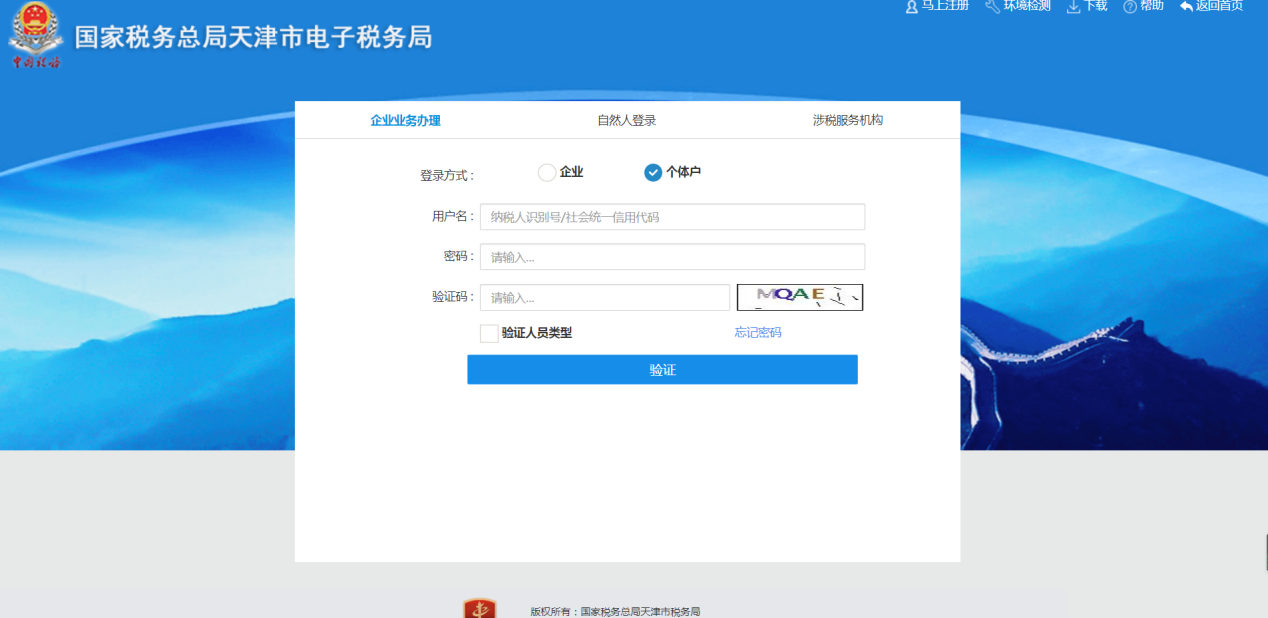 马上注册 环境检测 下载 帮助 返回首页
国家税务总局天津市电子税务局
中国税务
企业业务办理 自然人登录 涉税服务机构
登录方式： 企业 个体户
用户名： 纳税人识别号/社会统一信用代码
密码： 请输入...
验证码： 请输入... MQAE
验证人员类型 忘记密码
验证
版权所有：国家税务总局天津市税务局